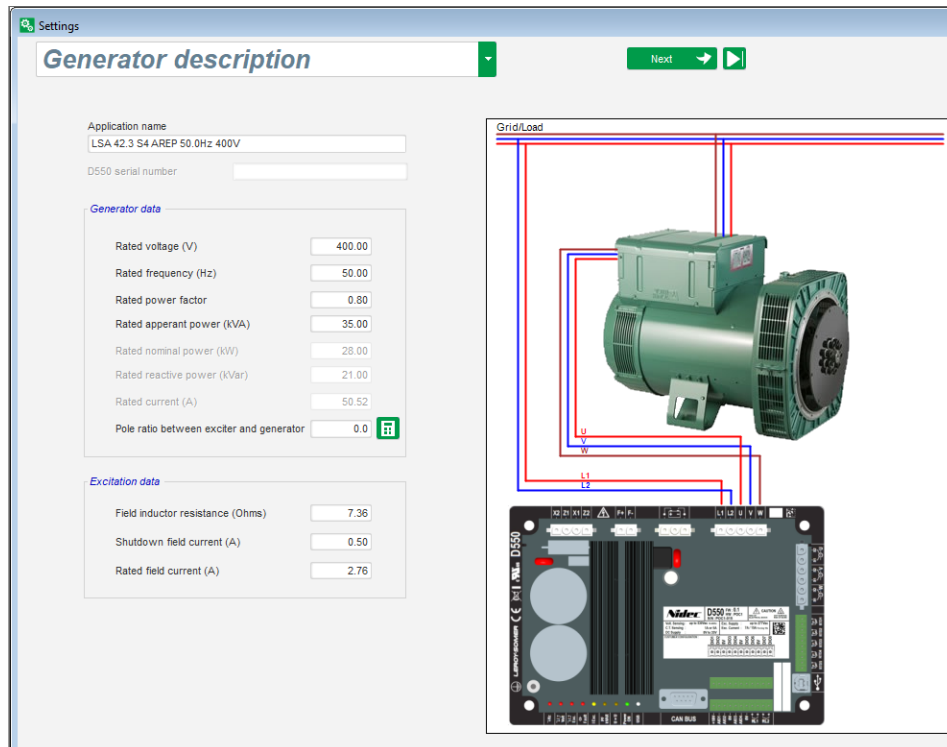 Settings
Generator description
Next
Application name
LSA 42.3 S4 AREP 50.0Hz 400V
D550 serial number
Generator data
Rated voltage (V) 400.00
Rated frequency (Hz) 50.00
Rated power factor 0.80
Rated apperant power (kVA) 35.00
Rated nominal power (kW) 28.00
Rated reactive power (kVar) 21.00
Rated current (A) 50.52
Pole ratio between exciter and generator 0.0
Excitation data
Field inductor resistance (Ohms) 7.36
Shutdown field current (A) 0.50
Rated field current (A) 2.76
Grid/Load
U
V
W
L1
L2
X2 Z1 X1 Z2 F+ F- L1 L2 U V W
D550
LEROY-SOMER
Nidec D550 CAUTION
CAN BUS